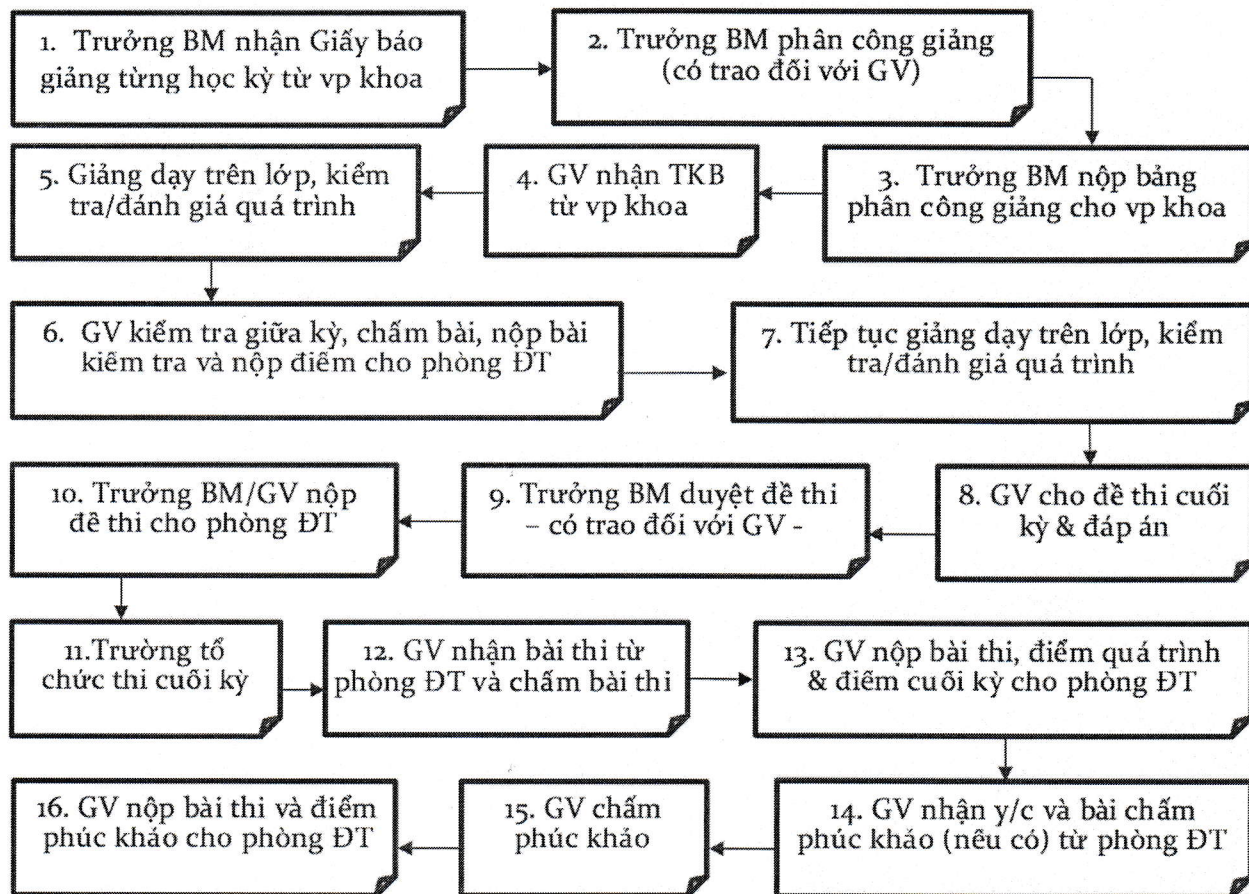 1. Trưởng BM nhận Giấy báo
giảng từng học kỳ từ vp khoa
2. Trưởng BM phân công giảng
(có trao đổi với GV)
3. Trưởng BM nộp bảng
phân công giảng cho vp khoa
4. GV nhận TKB
từ vp khoa
5. Giảng dạy trên lớp, kiểm
tra/đánh giá quá trình
6. GV kiểm tra giữa kỳ, chấm bài, nộp bài
kiểm tra và nộp điểm cho phòng ĐT
7. Tiếp tục giảng dạy trên lớp, kiểm
tra/đánh giá quá trình
8. GV cho đề thi cuối
kỳ & đáp án
9. Trưởng BM duyệt đề thi
– có trao đổi với GV -
10. Trưởng BM/GV nộp
đề thi cho phòng ĐT
11.Trường tổ
chức thi cuối kỳ
12. GV nhận bài thi từ
phòng ĐT và chấm bài thi
13. GV nộp bài thi, điểm quá trình
& điểm cuối kỳ cho phòng ĐT
14. GV nhận y/c và bài chấm
phúc khảo (nếu có) từ phòng ĐT
15. GV chấm
phúc khảo
16. GV nộp bài thi và điểm
phúc khảo cho phòng ĐT